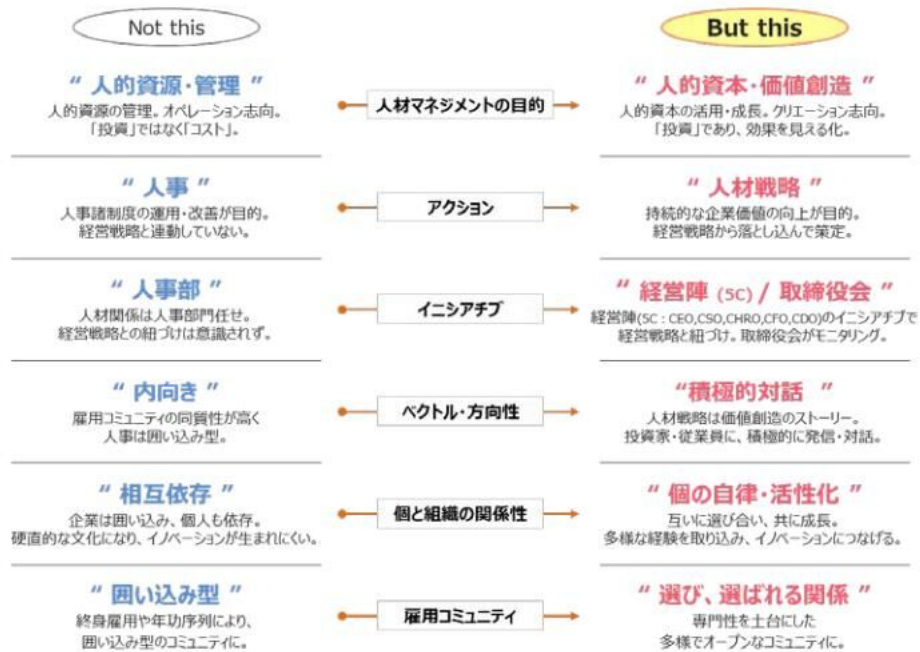 Not this
But this
“ 人的資源・管理 ”
人的資源の管理。オペレーション志向。
「投資」ではなく「コスト」。
人材マネジメントの目的
“ 人的資本・価値創造 ”
人的資本の活用・成長。クリエーション志向。
「投資」であり、効果を見える化。
“ 人事 ”
人事諸制度の運用・改善が目的。
経営戦略と連動していない。
アクション
“ 人材戦略 ”
持続的な企業価値の向上が目的。
経営戦略から落とし込んで策定。
“ 人事部 ”
人材関係は人事部門任せ。
経営戦略との紐づけは意識されず。
イニシアチブ
“ 経営陣 (5C) / 取締役会 ”
経営陣(5C : CEO,CSO,CHRO,CFO,CDO)のイニシアチブで
経営戦略と紐づけ。取締役会がモニタリング。
“ 内向き ”
雇用コミュニティの同質性が高く
人事は囲い込み型。
ベクトル・方向性
“積極的対話 ”
人材戦略は価値創造のストーリー。
投資家・従業員に、積極的に発信・対話。
“ 相互依存 ”
企業は囲い込み、個人も依存。
硬直的な文化になり、イノベーションが生まれにくい。
個と組織の関係性
“ 個の自律・活性化 ”
互いに選び合い、共に成長。
多様な経験を取り込み、イノベーションにつなげる。
“ 囲い込み型 ”
終身雇用や年功序列により、
囲い込み型のコミュニティに。
雇用コミュニティ
“ 選び、選ばれる関係 ”
専門性を土台にした
多様でオープンなコミュニティに。